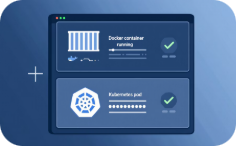 Docker container
running
Kubernetes pod